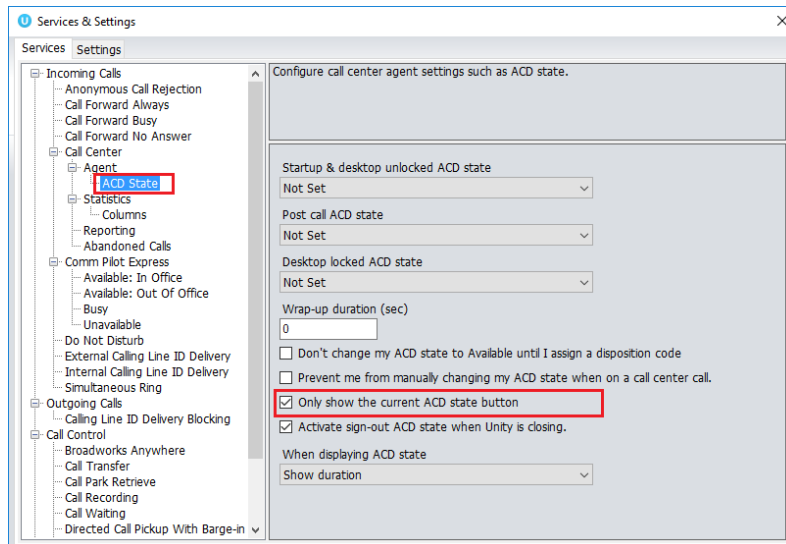 Services & Settings
Services Settings
Incoming Calls
Anonymous Call Rejection
Call Forward Always
Call Forward Busy
Call Forward No Answer
Call Center
Agent
ACD State
Statistics
Columns
Reporting
Abandoned Calls
Comm Pilot Express
Available: In Office
Available: Out Of Office
Busy
Unavailable
Do Not Disturb
External Calling Line ID Delivery
Internal Calling Line ID Delivery
Simultaneous Ring
Outgoing Calls
Calling Line ID Delivery Blocking
Call Control
Broadworks Anywhere
Call Transfer
Call Park Retrieve
Call Recording
Call Waiting
Directed Call Pickup With Barge-in
Configure call center agent settings such as ACD state.
Startup & desktop unlocked ACD state
Not Set
Post call ACD state
Not Set
Desktop locked ACD state
Not Set
Wrap-up duration (sec)
0
Don't change my ACD state to Available until I assign a disposition code
Prevent me from manually changing my ACD state when on a call center call.
Only show the current ACD state button
Activate sign-out ACD state when Unity is closing.
When displaying ACD state
Show duration